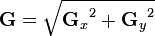 G = √(Gₓ² + Gᵧ²)